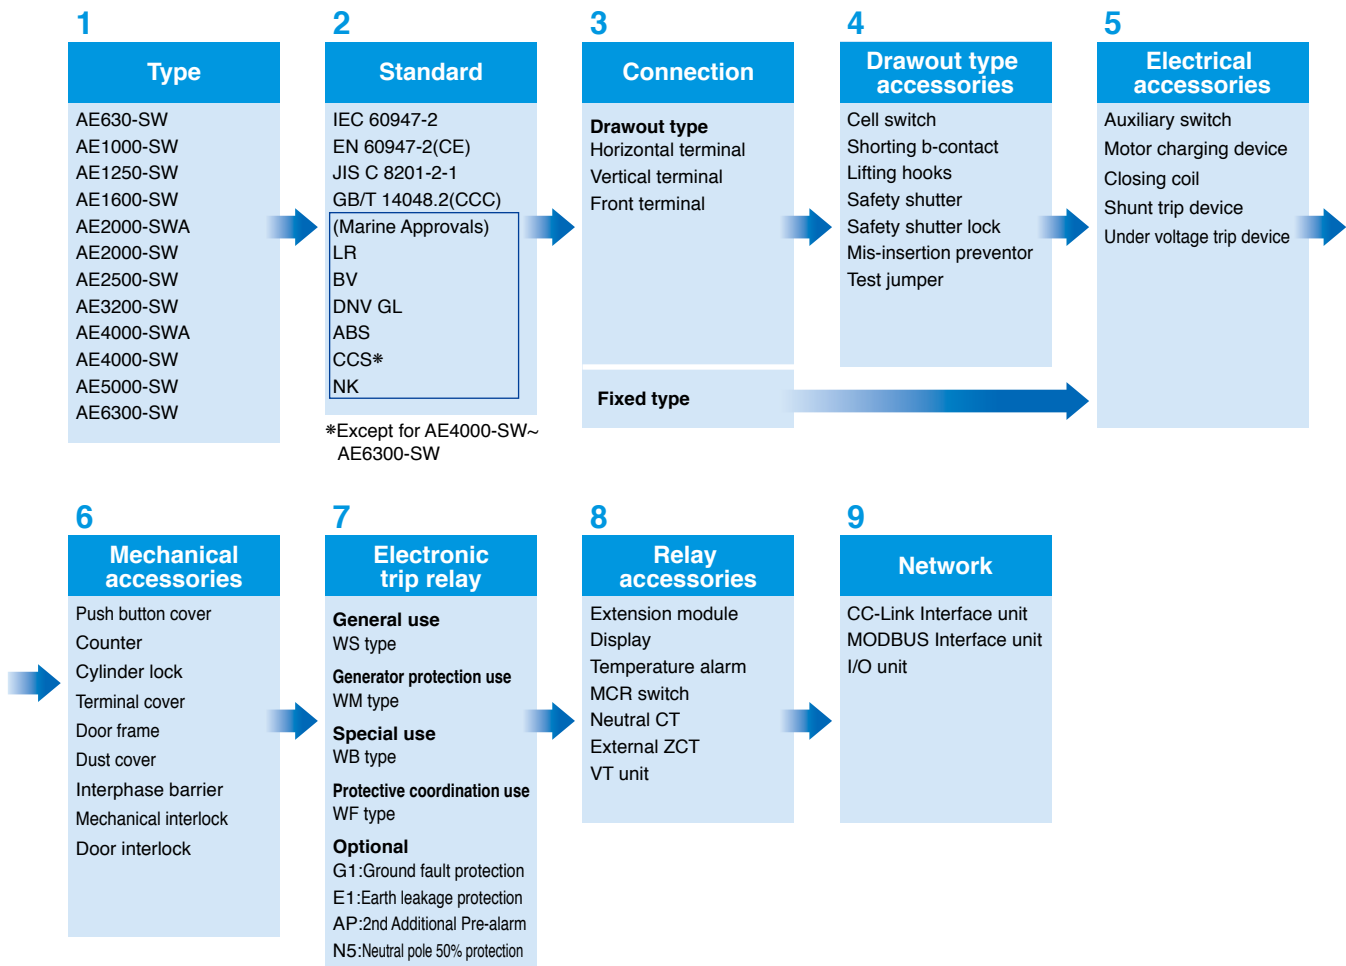 1
Type
AE630-SW
AE1000-SW
AE1250-SW
AE1600-SW
AE2000-SWA
AE2000-SW
AE2500-SW
AE3200-SW
AE4000-SWA
AE4000-SW
AE5000-SW
AE6300-SW
2
Standard
IEC 60947-2
EN 60947-2(CE)
JIS C 8201-2-1
GB/T 14048.2(CCC)
(Marine Approvals)
LR
BV
DNV GL
ABS
CCS*
NK
*Except for AE4000-SW~
AE6300-SW
3
Connection
Drawout type
Horizontal terminal
Vertical terminal
Front terminal
Fixed type
4
Drawout type
accessories
Cell switch
Shorting b-contact
Lifting hooks
Safety shutter
Safety shutter lock
Mis-insertion preventor
Test jumper
5
Electrical
accessories
Auxiliary switch
Motor charging device
Closing coil
Shunt trip device
Under voltage trip device
6
Mechanical
accessories
Push button cover
Counter
Cylinder lock
Terminal cover
Door frame
Dust cover
Interphase barrier
Mechanical interlock
Door interlock
7
Electronic
trip relay
General use
WS type
Generator protection use
WM type
Special use
WB type
Protective coordination use
WF type
Optional
G1:Ground fault protection
E1:Earth leakage protection
AP:2nd Additional Pre-alarm
N5:Neutral pole 50% protection
8
Relay
accessories
Extension module
Display
Temperature alarm
MCR switch
Neutral CT
External ZCT
VT unit
9
Network
CC-Link Interface unit
MODBUS Interface unit
I/O unit